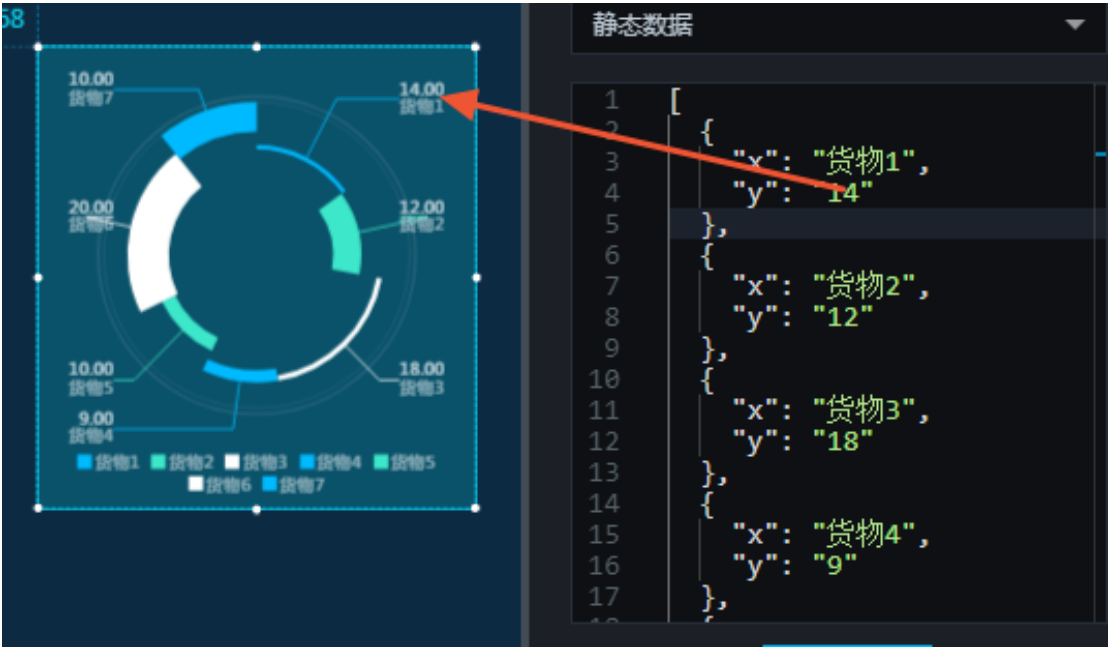 58
10.00
货物7
14.00
货物1
20.00
货物6
12.00
货物2
10.00
货物5
18.00
货物3
9.00
货物4
货物1 货物2 货物3 货物4 货物5
货物6 货物7
静态数据
1 [
2 {
3 "x": "货物1",
4 "y": "14"
5 },
6 {
7 "x": "货物2",
8 "y": "12"
9 },
10 {
11 "x": "货物3",
12 "y": "18"
13 },
14 {
15 "x": "货物4",
16 "y": "9"
17 },